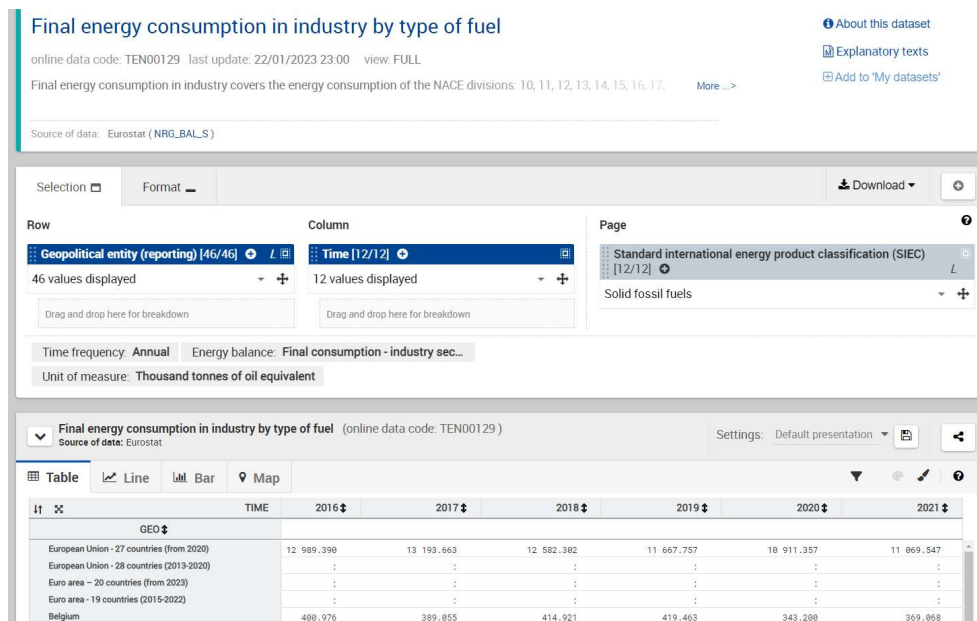 Final energy consumption in industry by type of fuel
About this dataset
online data code: TEN00129 last update: 22/01/2023 23:00 view: FULL
Explanatory texts
Final energy consumption in industry covers the energy consumption of the NACE divisions: 10, 11, 12, 13, 14, 15, 16, 17, More ...>
Add to 'My datasets'
Source of data: Eurostat ( NRG_BAL_S )
Selection Format Download
Row Column Page
Geopolitical entity (reporting) [46/46] L Time [12/12] Standard international energy product classification (SIEC) [12/12] L
46 values displayed 12 values displayed Solid fossil fuels
Drag and drop here for breakdown Drag and drop here for breakdown
Time frequency: Annual Energy balance: Final consumption - industry sec...
Unit of measure: Thousand tonnes of oil equivalent
Final energy consumption in industry by type of fuel (online data code: TEN00129 )
Source of data: Eurostat
Settings: Default presentation
Table Line Bar Map
TIME 2016 2017 2018 2019 2020 2021
GEO
European Union - 27 countries (from 2020) 12 989.390 13 193.663 12 582.302 11 667.757 10 911.357 11 069.547
European Union - 28 countries (2013-2020) : : : : : :
Euro area – 20 countries (from 2023) : : : : : :
Euro area - 19 countries (2015-2022) : : : : : :
Belgium 400.976 389.055 414.921 419.463 343.200 369.068